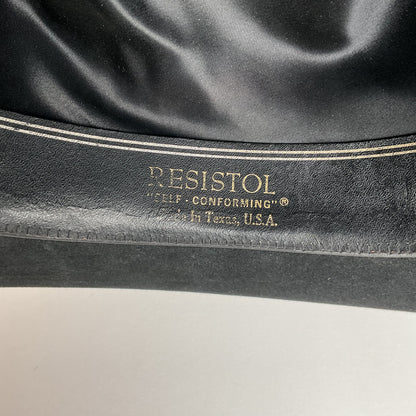 RESISTOL
"SELF - CONFORMING"®
Made In Texas, U.S.A.